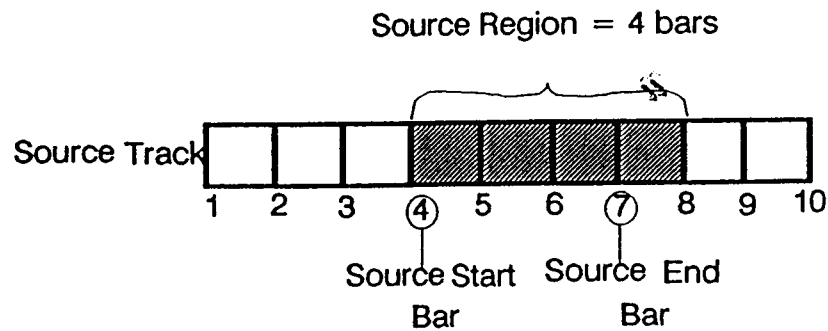 Source Region = 4 bars
Source Track
1 2 3 4 5 6 7 8 9 10
Source Start Source End
Bar Bar